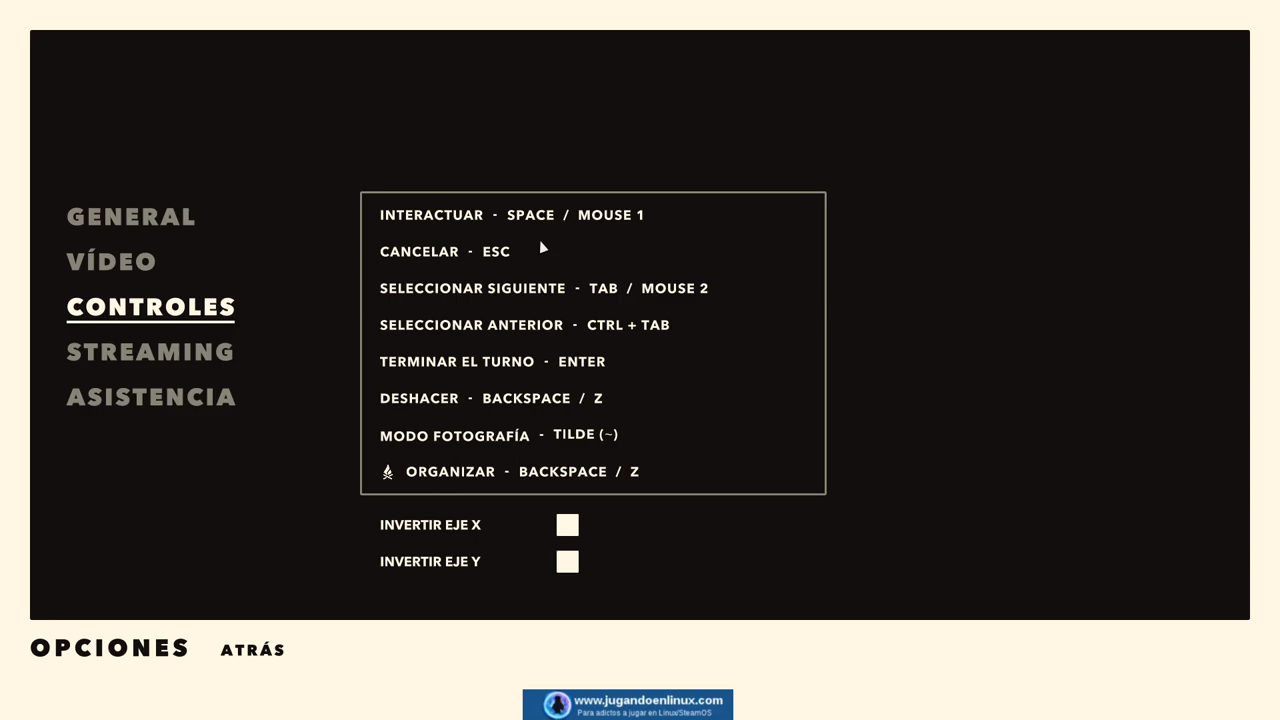 GENERAL
VÍDEO
CONTROLES
STREAMING
ASISTENCIA
INTERACTUAR - SPACE / MOUSE 1
CANCELAR - ESC
SELECCIONAR SIGUIENTE - TAB / MOUSE 2
SELECCIONAR ANTERIOR - CTRL + TAB
TERMINAR EL TURNO - ENTER
DESHACER - BACKSPACE / Z
MODO FOTOGRAFÍA - TILDE (~)
ORGANIZAR - BACKSPACE / Z
INVERTIR EJE X
INVERTIR EJE Y
OPCIONES ATRÁS
www.jugandoenlinux.com
Para adictos a jugar en Linux/SteamOS